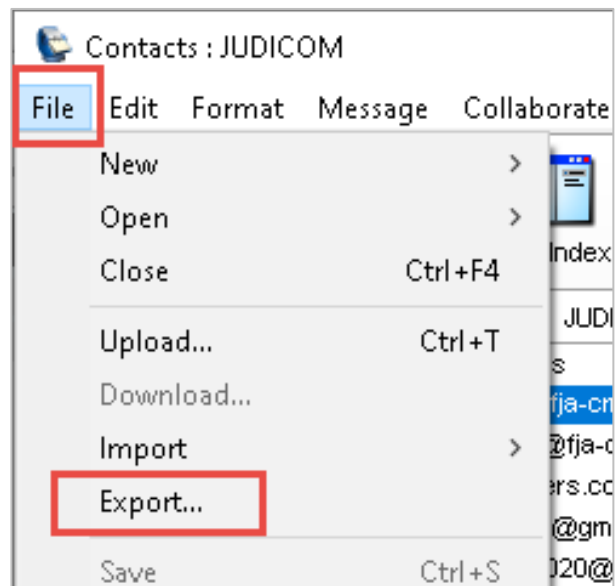 Contacts : JUDICOM
File Edit Format Message Collaborate
New
Open
Index
Close Ctrl+F4
JUDI
Upload... Ctrl+T
s
Download...
fja-cm
Import
@fja-c
ers.co
Export...
@gm
Save Ctrl+S
020@